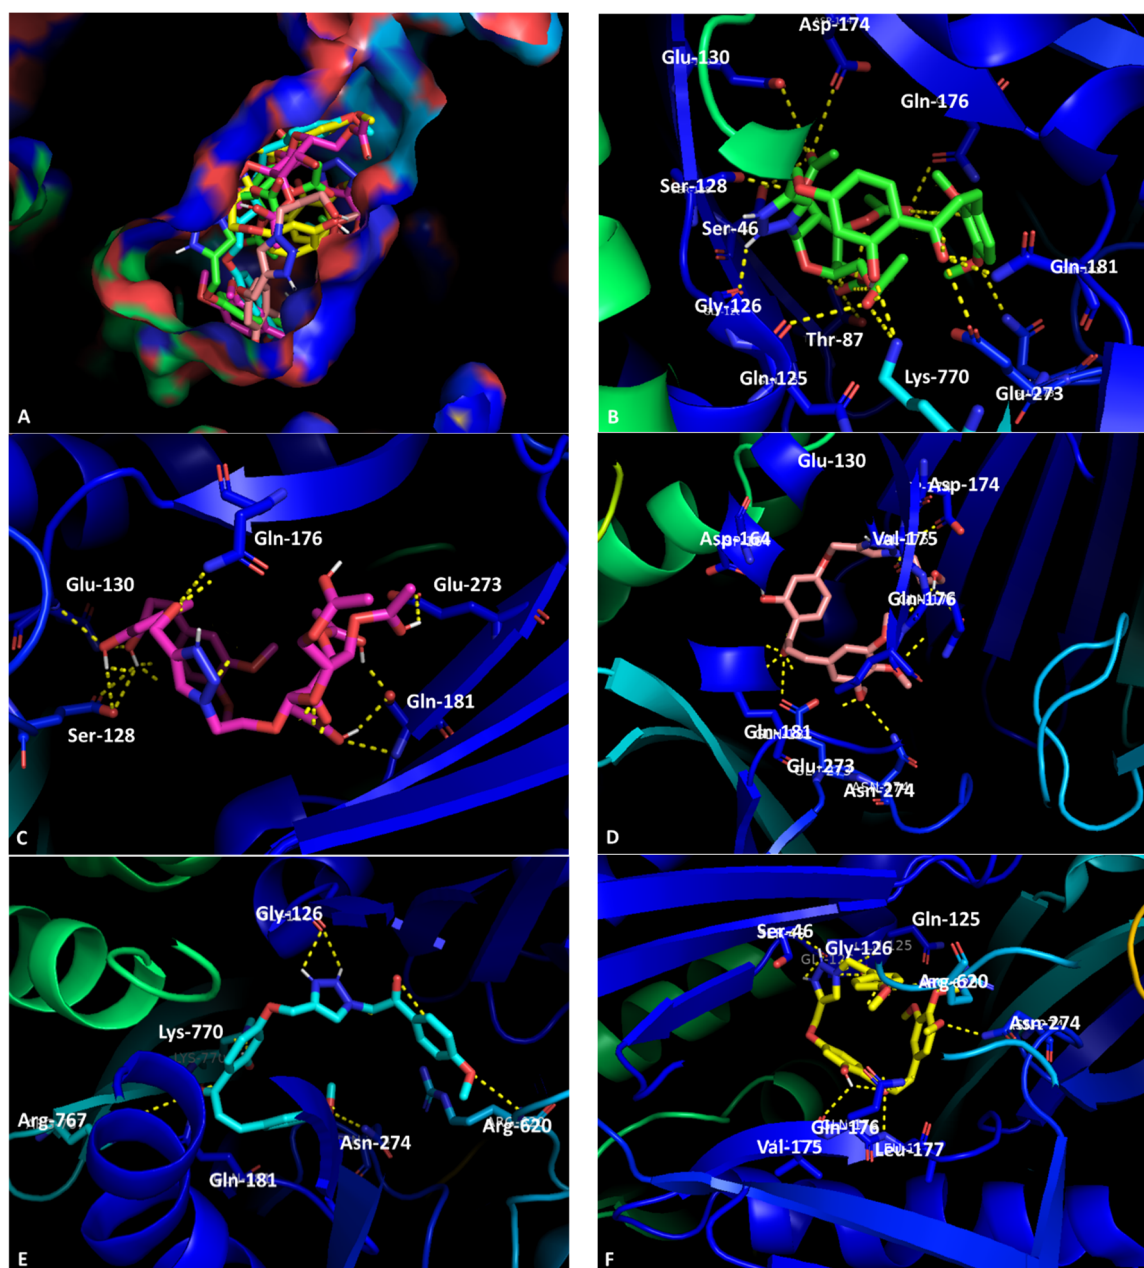 A
Asp-174
Glu-130
Gln-176
Ser-128
Ser-46
Gln-181
Gly-126
Thr-87
Gln-125
Lys-770
Glu-273
B
Gln-176
Glu-130
Glu-273
Gln-181
Ser-128
C
Glu-130
Asp-174
Asp-164
Val-175
Gln-176
Gln-181
Glu-273
Asn-274
D
Gly-126
Lys-770
Arg-767
Asn-274
Arg-620
Gln-181
E
Gln-125
Ser-46
Gly-126
Arg-620
Asn-274
Gln-176
Val-175
Leu-177
F